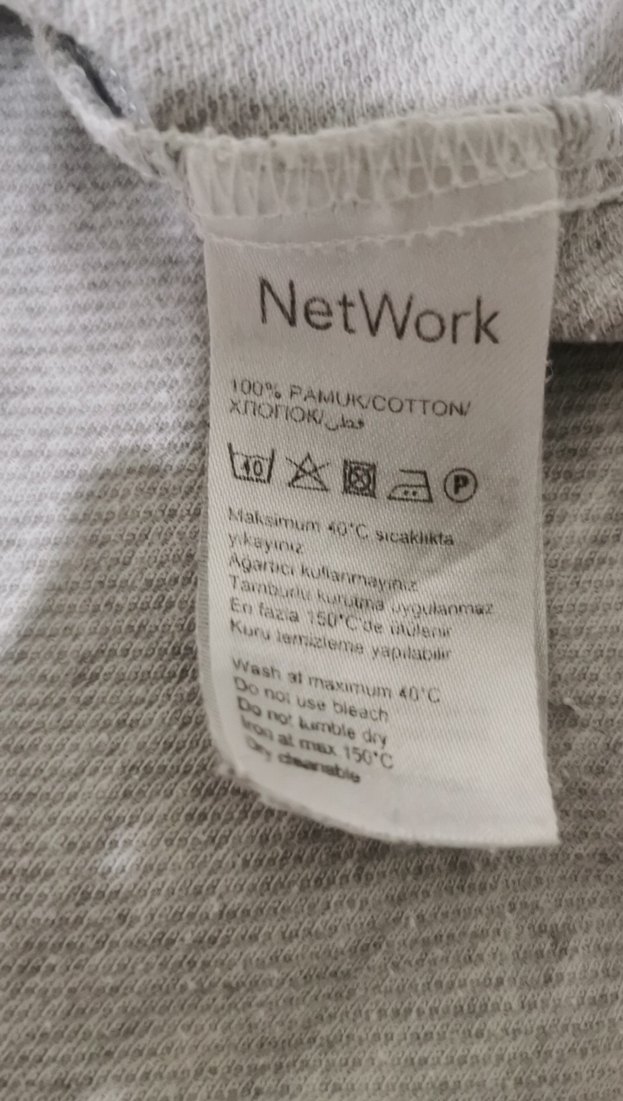 NetWork
100% PAMUK/COTTON/
ХЛОПОК/قطن
40
P
Maksimum 40°C sıcaklıkta
yıkayınız
Ağartıcı kullanmayınız
Tamburlu kurutma uygulanmaz
En fazla 150°C'de ütülenir
Kuru temizleme yapılabilir
Wash at maximum 40°C
Do not use bleach
Do not tumble dry
Iron at max 150°C
Dry cleanable